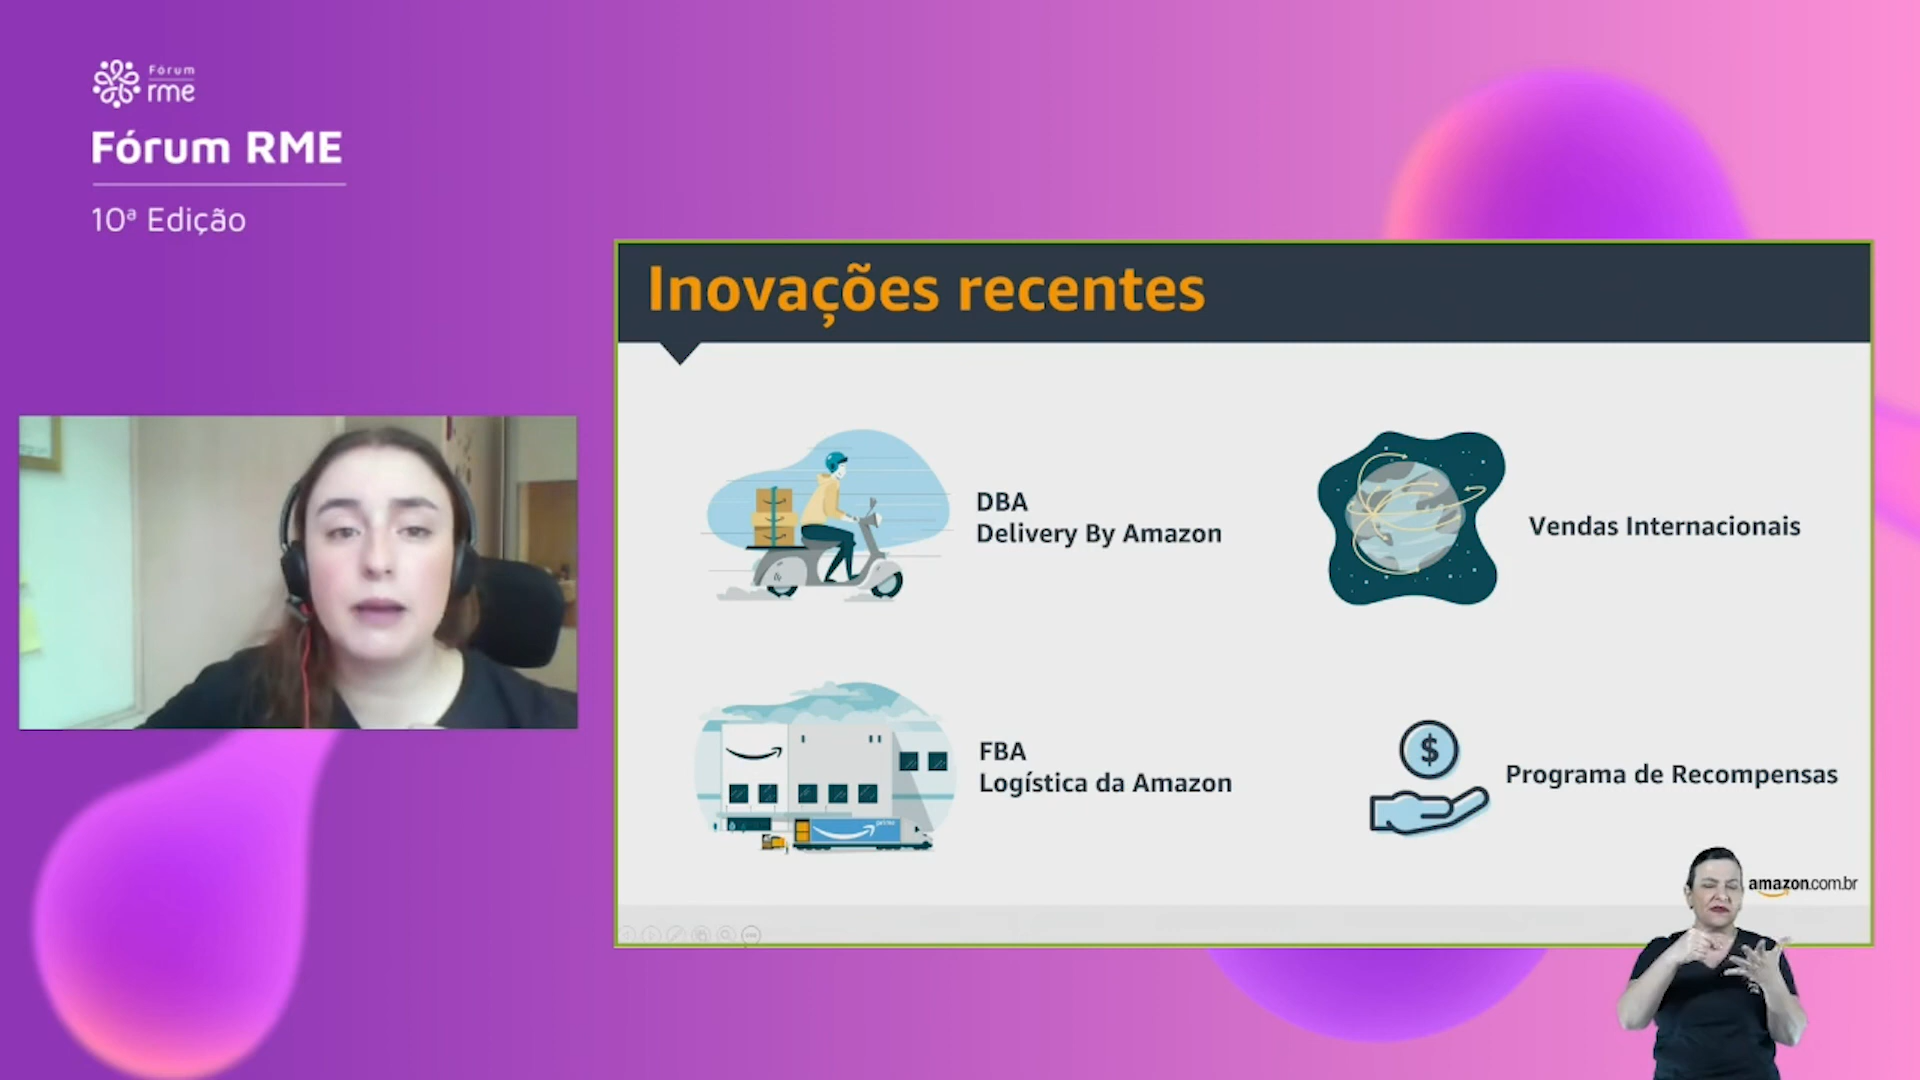 Fórum
rme
Fórum RME
10ª Edição
Inovações recentes
DBA
Delivery By Amazon
Vendas Internacionais
FBA
Logística da Amazon
prime
$
Programa de Recompensas
amazon.com.br